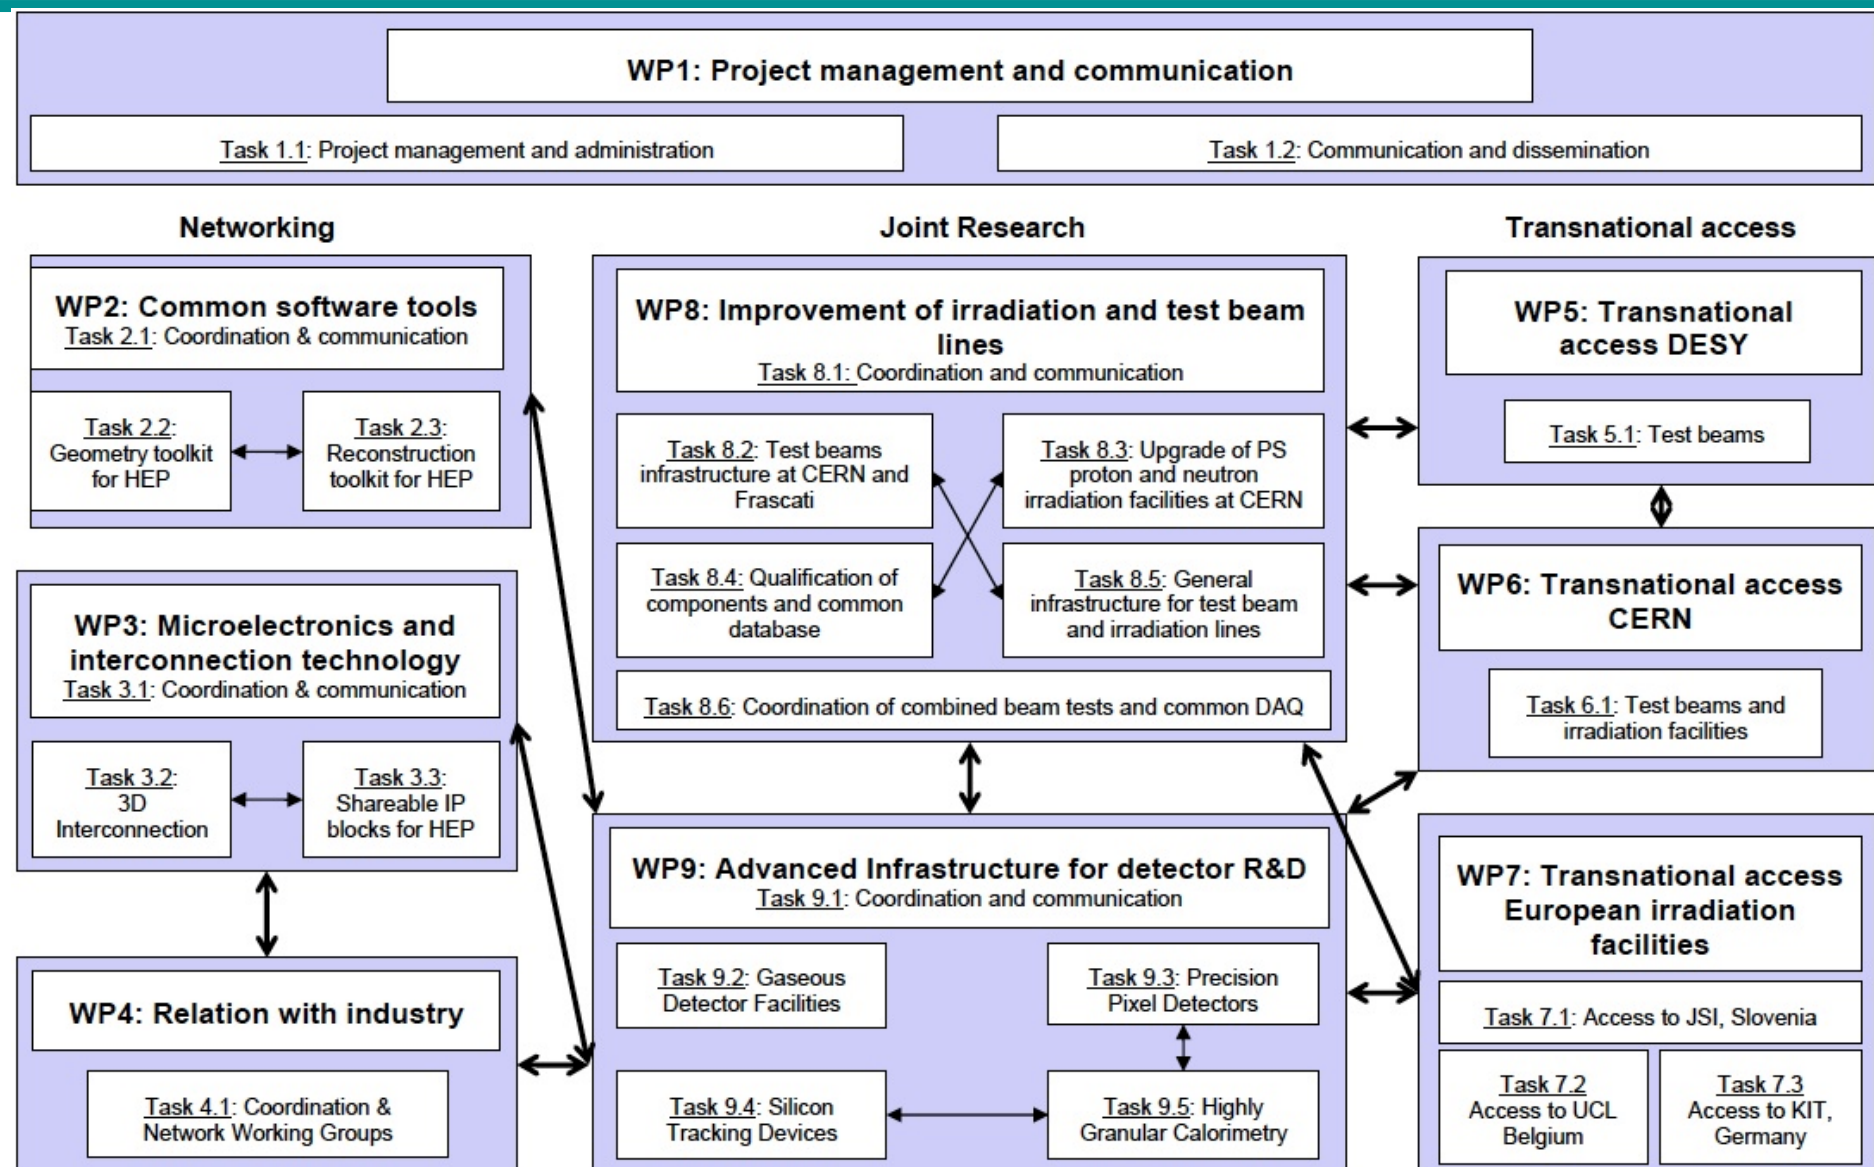 WP1: Project management and communication
Task 1.1: Project management and administration
Task 1.2: Communication and dissemination
Networking
WP2: Common software tools
Task 2.1: Coordination & communication
Task 2.2:
Geometry toolkit
for HEP
Task 2.3:
Reconstruction
toolkit for HEP
WP3: Microelectronics and
interconnection technology
Task 3.1: Coordination & communication
Task 3.2:
3D
Interconnection
Task 3.3:
Shareable IP
blocks for HEP
WP4: Relation with industry
Task 4.1: Coordination &
Network Working Groups
Joint Research
WP8: Improvement of irradiation and test beam
lines
Task 8.1: Coordination and communication
Task 8.2: Test beams
infrastructure at CERN and
Frascati
Task 8.3: Upgrade of PS
proton and neutron
irradiation facilities at CERN
Task 8.4: Qualification of
components and common
database
Task 8.5: General
infrastructure for test beam
and irradiation lines
Task 8.6: Coordination of combined beam tests and common DAQ
WP9: Advanced Infrastructure for detector R&D
Task 9.1: Coordination and communication
Task 9.2: Gaseous
Detector Facilities
Task 9.3: Precision
Pixel Detectors
Task 9.4: Silicon
Tracking Devices
Task 9.5: Highly
Granular Calorimetry
Transnational access
WP5: Transnational
access DESY
Task 5.1: Test beams
WP6: Transnational access
CERN
Task 6.1: Test beams and
irradiation facilities
WP7: Transnational access
European irradiation
facilities
Task 7.1: Access to JSI, Slovenia
Task 7.2
Access to UCL
Belgium
Task 7.3
Access to KIT,
Germany